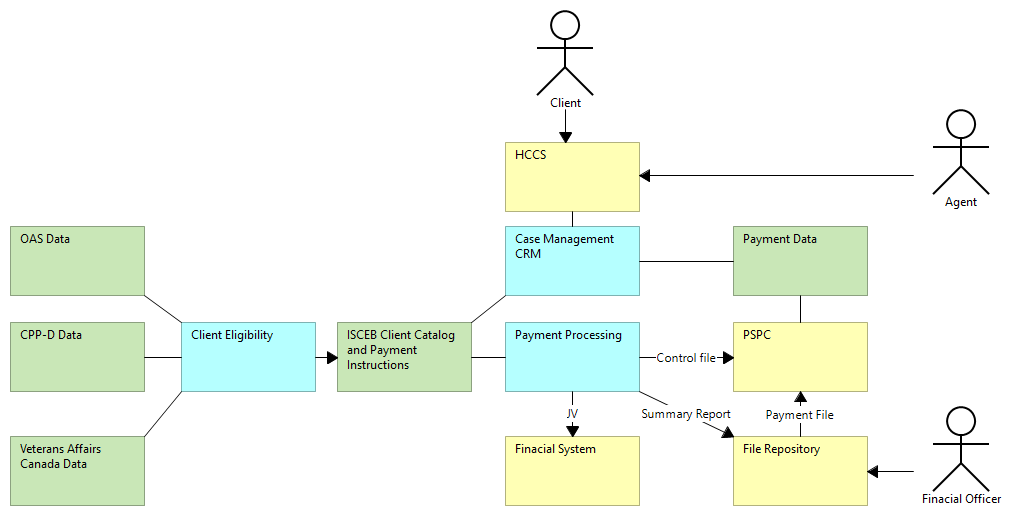 Client
HCCS
Agent
OAS Data
Case Management
CRM
Payment Data
CPP-D Data
Client Eligibility
ISCEB Client Catalog
and Payment
Instructions
Payment Processing
Control file
PSPC
JV
Summary Report
Payment File
Veterans Affairs
Canada Data
Finacial System
File Repository
Finacial Officer